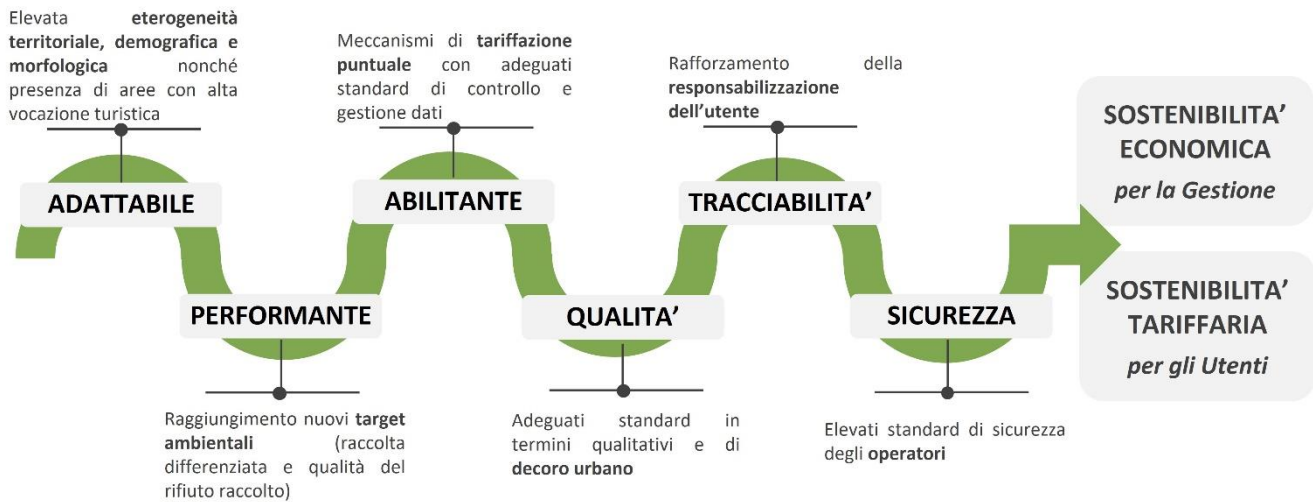 Elevata eterogeneità
territoriale, demografica e
morfologica nonché
presenza di aree con alta
vocazione turistica
ADATTABILE
PERFORMANTE
Raggiungimento nuovi target
ambientali (raccolta
differenziata e qualità del
rifiuto raccolto)
Meccanismi di tariffazione
puntuale con adeguati
standard di controllo e
gestione dati
ABILITANTE
QUALITA’
Adeguati standard in
termini qualitativi e di
decoro urbano
Rafforzamento della
responsabilizzazione
dell’utente
TRACCIABILITA’
SICUREZZA
Elevati standard di sicurezza
degli operatori
SOSTENIBILITA’
ECONOMICA
per la Gestione
SOSTENIBILITA’
TARIFFARIA
per gli Utenti